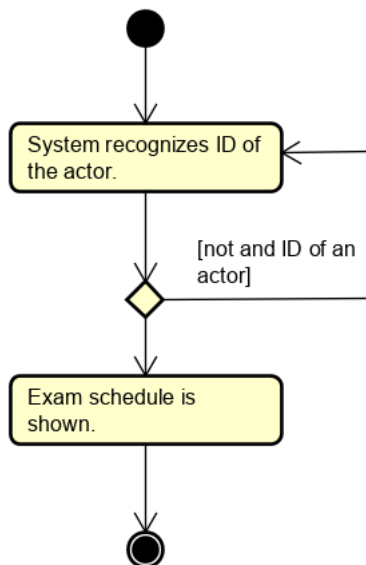 System recognizes ID of
the actor.
[not and ID of an
actor]
Exam schedule is
shown.